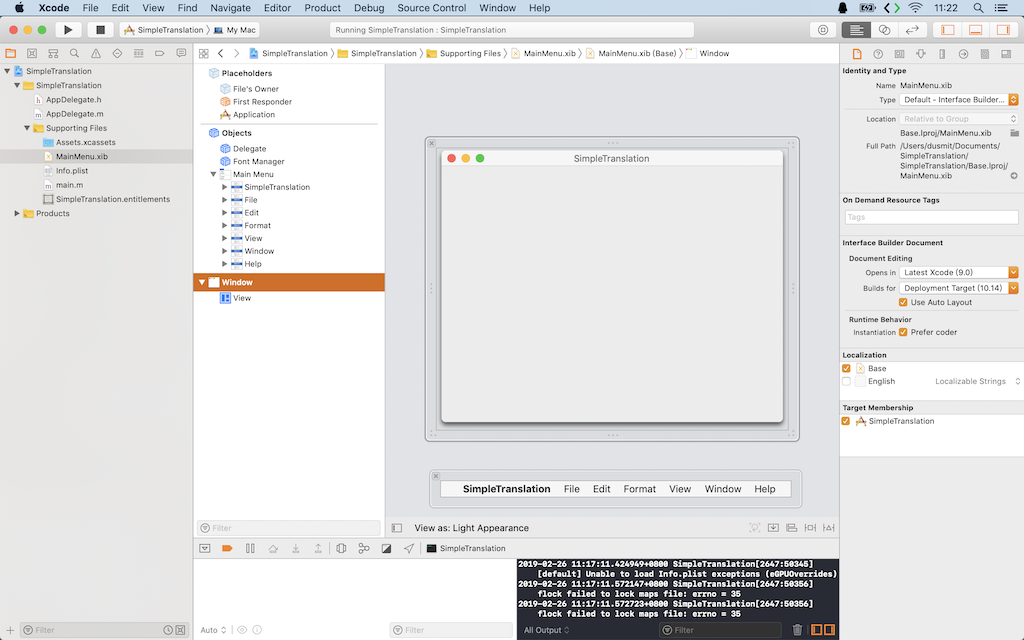 Xcode File Edit View Find Navigate Editor Product Debug Source Control Window Help 11:22
SimpleTranslation My Mac
Running SimpleTranslation : SimpleTranslation
SimpleTranslation SimpleTranslation Supporting Files MainMenu.xib MainMenu.xib (Base) Window
SimpleTranslation
SimpleTranslation
AppDelegate.h
AppDelegate.m
Supporting Files
Assets.xcassets
MainMenu.xib
Info.plist
main.m
SimpleTranslation.entitlements
Products
Filter
Placeholders
File's Owner
First Responder
Application
Objects
Delegate
Font Manager
Main Menu
SimpleTranslation
File
Edit
Format
View
Window
Help
Window
View
Filter
SimpleTranslation
SimpleTranslation File Edit Format View Window Help
View as: Light Appearance
SimpleTranslation
Auto
Filter
2019-02-26 11:17:11.424949+0800 SimpleTranslation[2647:50345]
[default] Unable to load Info.plist exceptions (eGPUOverrides)
2019-02-26 11:17:11.572147+0800 SimpleTranslation[2647:50356]
flock failed to lock maps file: errno = 35
2019-02-26 11:17:11.572723+0800 SimpleTranslation[2647:50356]
flock failed to lock maps file: errno = 35
All Output
Filter
Identity and Type
Name MainMenu.xib
Type Default - Interface Builder...
Location Relative to Group
Base.lproj/MainMenu.xib
Full Path /Users/dusmit/Documents/
SimpleTranslation/
SimpleTranslation/Base.lproj/
MainMenu.xib
On Demand Resource Tags
Tags
Interface Builder Document
Document Editing
Opens in Latest Xcode (9.0)
Builds for Deployment Target (10.14)
Use Auto Layout
Runtime Behavior
Instantiation Prefer coder
Localization
Base
English Localizable Strings
Target Membership
SimpleTranslation